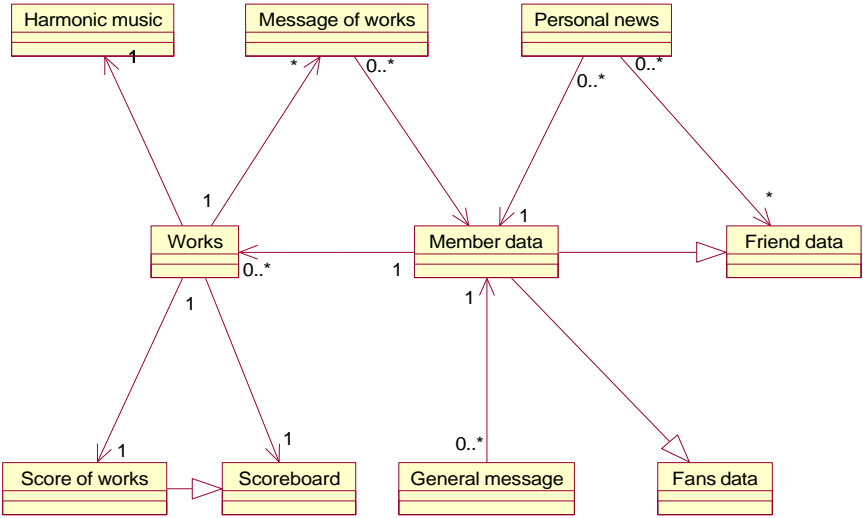 Harmonic music
Message of works
Personal news
1
*
0..*
0..*
0..*
1
1
*
Works
Member data
Friend data
0..*
1
1
1
1
1
0..*
Score of works
Scoreboard
General message
Fans data